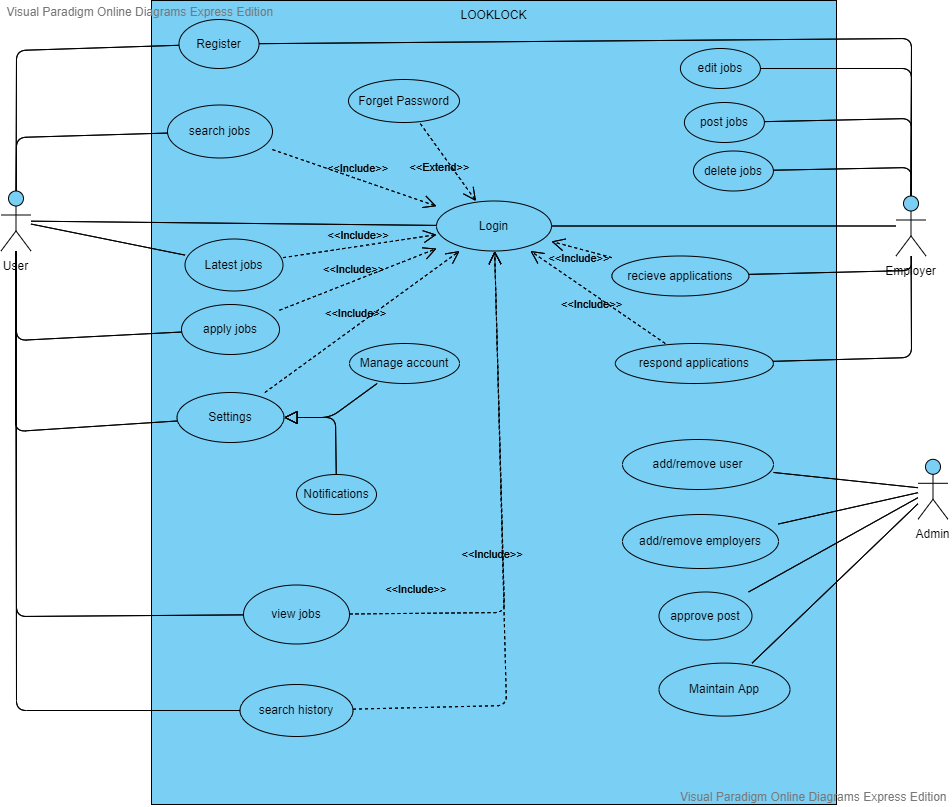 Visual Paradigm Online Diagrams Express Edition
LOOKLOCK
Register
edit jobs
Forget Password
post jobs
search jobs
<<Include>>
<<Extend>>
delete jobs
Login
<<Include>>
User
Latest jobs
<<Include>>
<<Include>>
recieve applications
Employer
<<Include>>
<<Include>>
apply jobs
Manage account
respond applications
Settings
add/remove user
Notifications
Admin
add/remove employers
<<Include>>
<<Include>>
view jobs
approve post
Maintain App
search history
Visual Paradigm Online Diagrams Express Edition